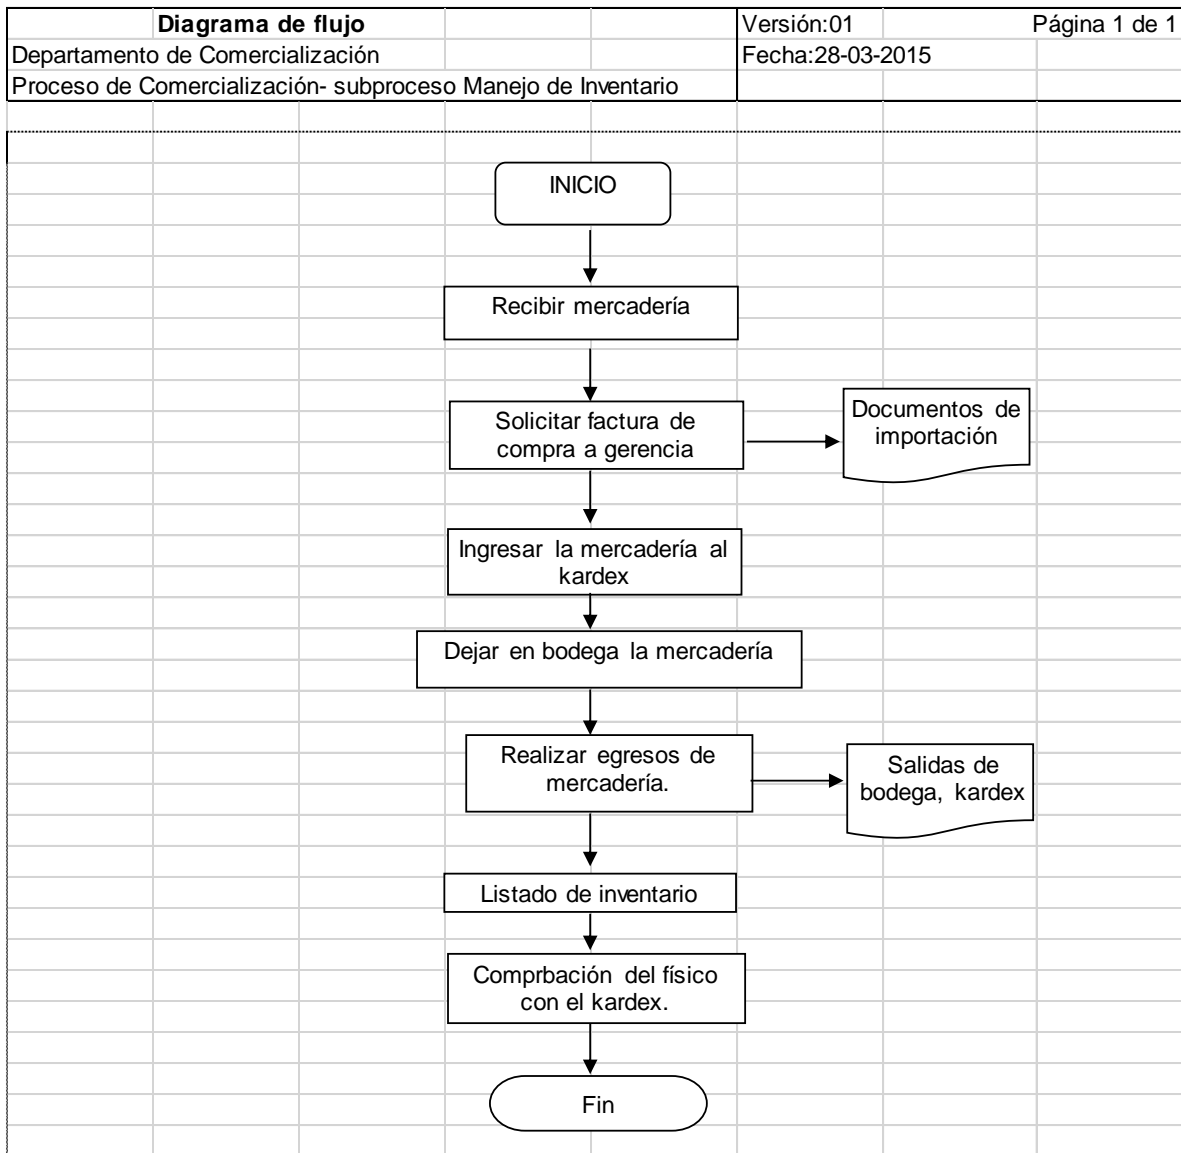 Diagrama de flujo
Versión:01
Página 1 de 1
Departamento de Comercialización
Fecha:28-03-2015
Proceso de Comercialización- subproceso Manejo de Inventario
INICIO
Recibir mercadería
Solicitar factura de
compra a gerencia
Documentos de
importación
Ingresar la mercadería al
kardex
Dejar en bodega la mercadería
Realizar egresos de
mercadería.
Salidas de
bodega, kardex
Listado de inventario
Comprbación del físico
con el kardex.
Fin